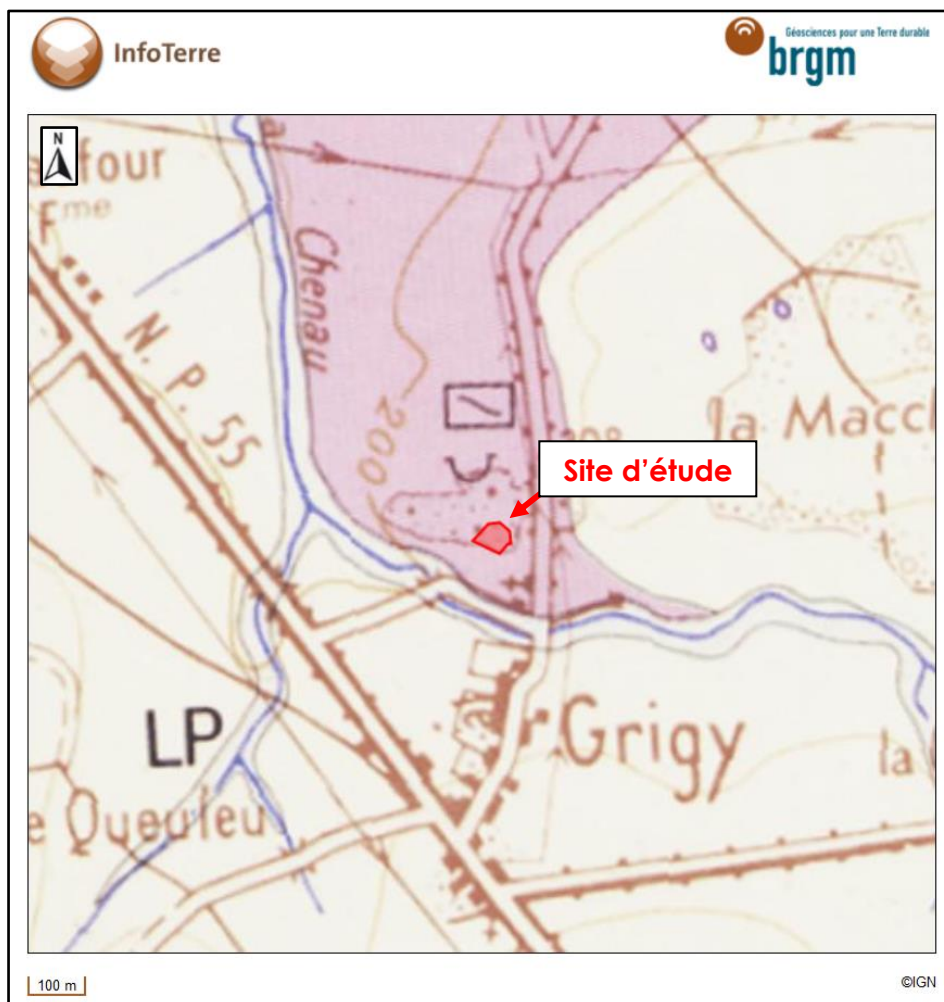 InfoTerre
Géosciences pour une Terre durable
brgm
N
four
Fme
Chenau
N. P. 55
200
la Macch
Site d'étude
LP
Grigy
la
e Queuleu
100 m
©IGN